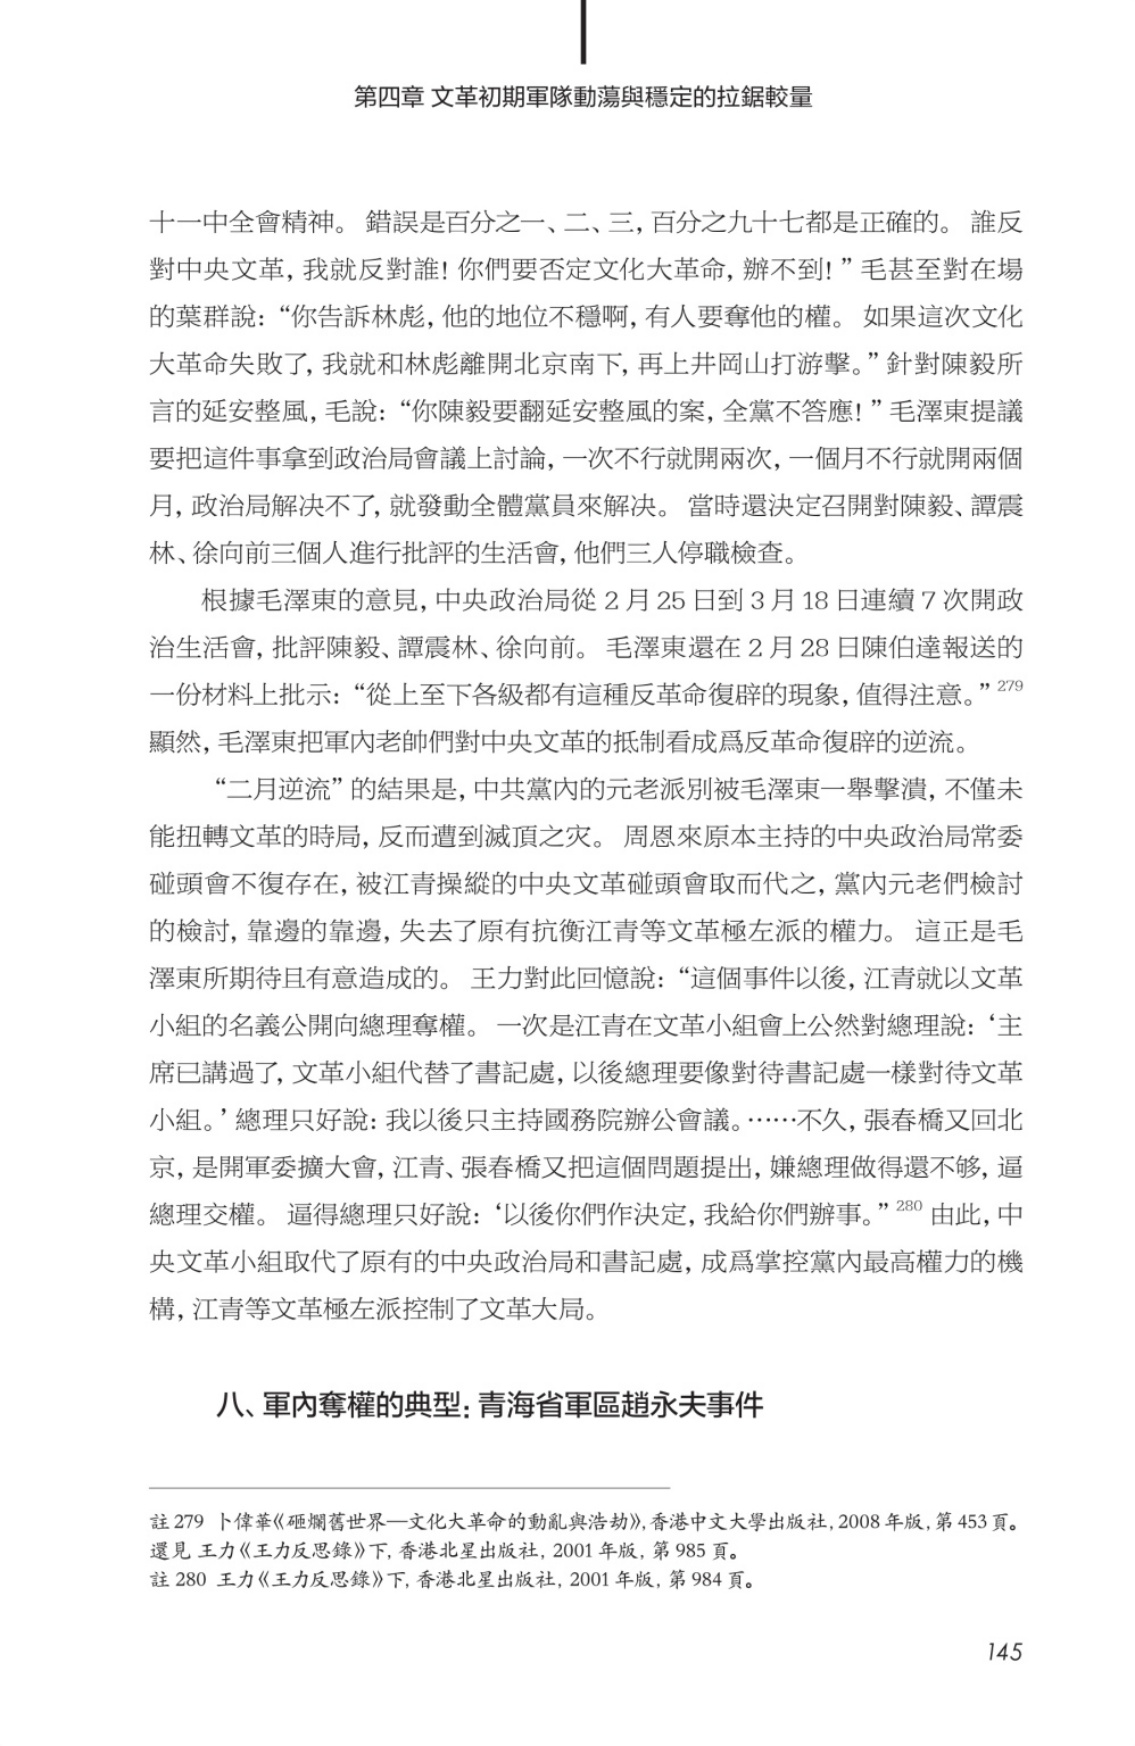 第四章 文革初期軍隊動蕩與穩定的拉鋸較量
十一中全會精神。 錯誤是百分之一、二、三, 百分之九十七都是正確的。 誰反
對中央文革, 我就反對誰! 你們要否定文化大革命, 辦不到! ” 毛甚至對在場
的葉群說: “你告訴林彪, 他的地位不穩啊, 有人要奪他的權。 如果這次文化
大革命失敗了, 我就和林彪離開北京南下, 再上井岡山打游擊。” 針對陳毅所
言的延安整風, 毛說: “你陳毅要翻延安整風的案, 全黨不答應! ” 毛澤東提議
要把這件事拿到政治局會議上討論, 一次不行就開兩次, 一個月不行就開兩個
月, 政治局解決不了, 就發動全體黨員來解決。 當時還決定召開對陳毅、譚震
林、徐向前三個人進行批評的生活會, 他們三人停職檢查。
根據毛澤東的意見, 中央政治局從 2 月 25 日到 3 月 18 日連續 7 次開政
治生活會, 批評陳毅、譚震林、徐向前。 毛澤東還在 2 月 28 日陳伯達報送的
一份材料上批示: “從上至下各級都有這種反革命復辟的現象, 值得注意。” 279
顯然, 毛澤東把軍內老帥們對中央文革的抵制看成爲反革命復辟的逆流。
“二月逆流” 的結果是, 中共黨內的元老派別被毛澤東一舉擊潰, 不僅未
能扭轉文革的時局, 反而遭到滅頂之灾。 周恩來原本主持的中央政治局常委
碰頭會不復存在, 被江青操縱的中央文革碰頭會取而代之, 黨內元老們檢討
的檢討, 靠邊的靠邊, 失去了原有抗衡江青等文革極左派的權力。 這正是毛
澤東所期待且有意造成的。 王力對此回憶說: “這個事件以後, 江青就以文革
小組的名義公開向總理奪權。 一次是江青在文革小組會上公然對總理說: ‘主
席已講過了, 文革小組代替了書記處, 以後總理要像對待書記處一樣對待文革
小組。’ 總理只好說: 我以後只主持國務院辦公會議。……不久, 張春橋又回北
京, 是開軍委擴大會, 江青、張春橋又把這個問題提出, 嫌總理做得還不够, 逼
總理交權。 逼得總理只好說: ‘以後你們作決定, 我給你們辦事。” 280 由此, 中
央文革小組取代了原有的中央政治局和書記處, 成爲掌控黨內最高權力的機
構, 江青等文革極左派控制了文革大局。
八、軍內奪權的典型: 青海省軍區趙永夫事件
註 279 卜偉華《砸爛舊世界—文化大革命的動亂與浩劫》, 香港中文大學出版社, 2008 年版, 第 453 頁。
還見 王力《王力反思錄》下, 香港北星出版社, 2001 年版, 第 985 頁。
註 280 王力《王力反思錄》下, 香港北星出版社, 2001 年版, 第 984 頁。
145